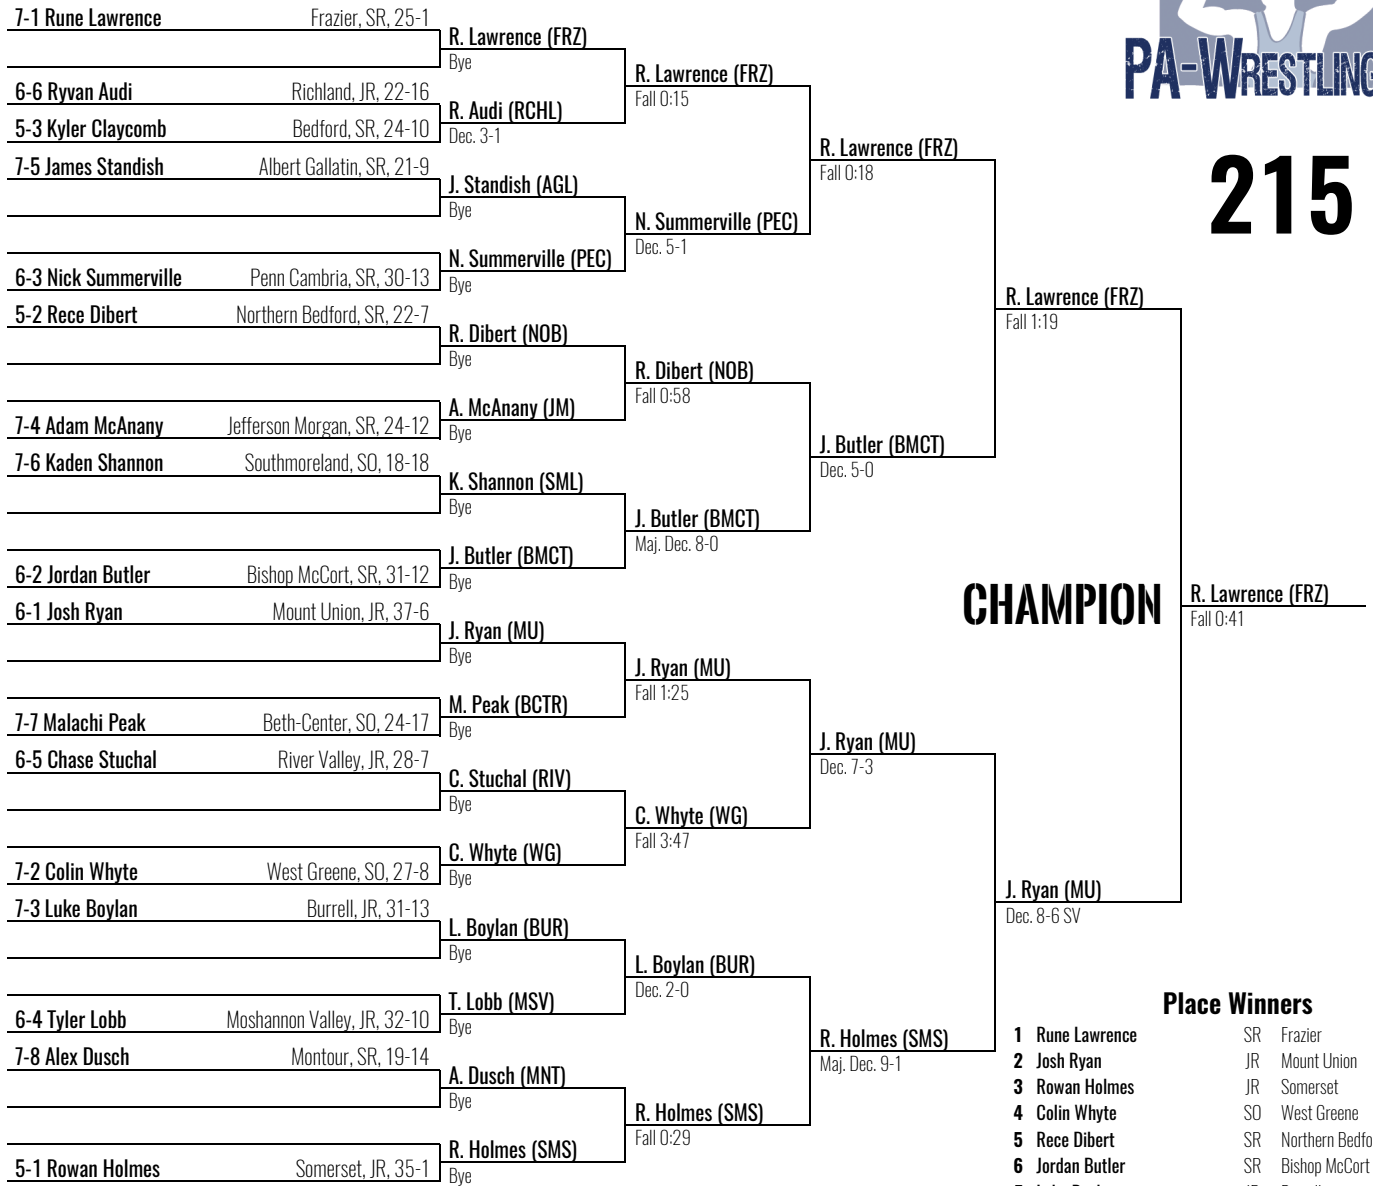 7-1 Rune Lawrence Frazier, SR, 25-1
R. Lawrence (FRZ)
Bye
6-6 Ryvan Audi Richland, JR, 22-16
R. Audi (RCHL)
5-3 Kyler Claycomb Bedford, SR, 24-10
Dec. 3-1
R. Lawrence (FRZ)
Fall 0:15
7-5 James Standish Albert Gallatin, SR, 21-9
J. Standish (AGL)
Bye
N. Summerville (PEC)
6-3 Nick Summerville Penn Cambria, SR, 30-13
Bye
N. Summerville (PEC)
Dec. 5-1
R. Lawrence (FRZ)
Fall 0:18
5-2 Rece Dibert Northern Bedford, SR, 22-7
R. Dibert (NOB)
Bye
A. McAnany (JM)
7-4 Adam McAnany Jefferson Morgan, SR, 24-12
Bye
R. Dibert (NOB)
Fall 0:58
7-6 Kaden Shannon Southmoreland, SO, 18-18
K. Shannon (SML)
Bye
J. Butler (BMCT)
6-2 Jordan Butler Bishop McCort, SR, 31-12
Bye
J. Butler (BMCT)
Maj. Dec. 8-0
J. Butler (BMCT)
Dec. 5-0
R. Lawrence (FRZ)
Fall 1:19
6-1 Josh Ryan Mount Union, JR, 37-6
J. Ryan (MU)
Bye
M. Peak (BCTR)
7-7 Malachi Peak Beth-Center, SO, 24-17
Bye
J. Ryan (MU)
Fall 1:25
6-5 Chase Stuchal River Valley, JR, 28-7
C. Stuchal (RIV)
Bye
C. Whyte (WG)
7-2 Colin Whyte West Greene, SO, 27-8
Bye
C. Whyte (WG)
Fall 3:47
J. Ryan (MU)
Dec. 7-3
7-3 Luke Boylan Burrell, JR, 31-13
L. Boylan (BUR)
Bye
T. Lobb (MSV)
6-4 Tyler Lobb Moshannon Valley, JR, 32-10
Bye
L. Boylan (BUR)
Dec. 2-0
7-8 Alex Dusch Montour, SR, 19-14
A. Dusch (MNT)
Bye
R. Holmes (SMS)
5-1 Rowan Holmes Somerset, JR, 35-1
Bye
R. Holmes (SMS)
Fall 0:29
R. Holmes (SMS)
Maj. Dec. 9-1
J. Ryan (MU)
Dec. 8-6 SV
PA-WRESTLING
215
CHAMPION
R. Lawrence (FRZ)
Fall 0:41
Place Winners
1 Rune Lawrence SR Frazier
2 Josh Ryan JR Mount Union
3 Rowan Holmes JR Somerset
4 Colin Whyte SO West Greene
5 Rece Dibert SR Northern Bedfo
6 Jordan Butler SR Bishop McCort